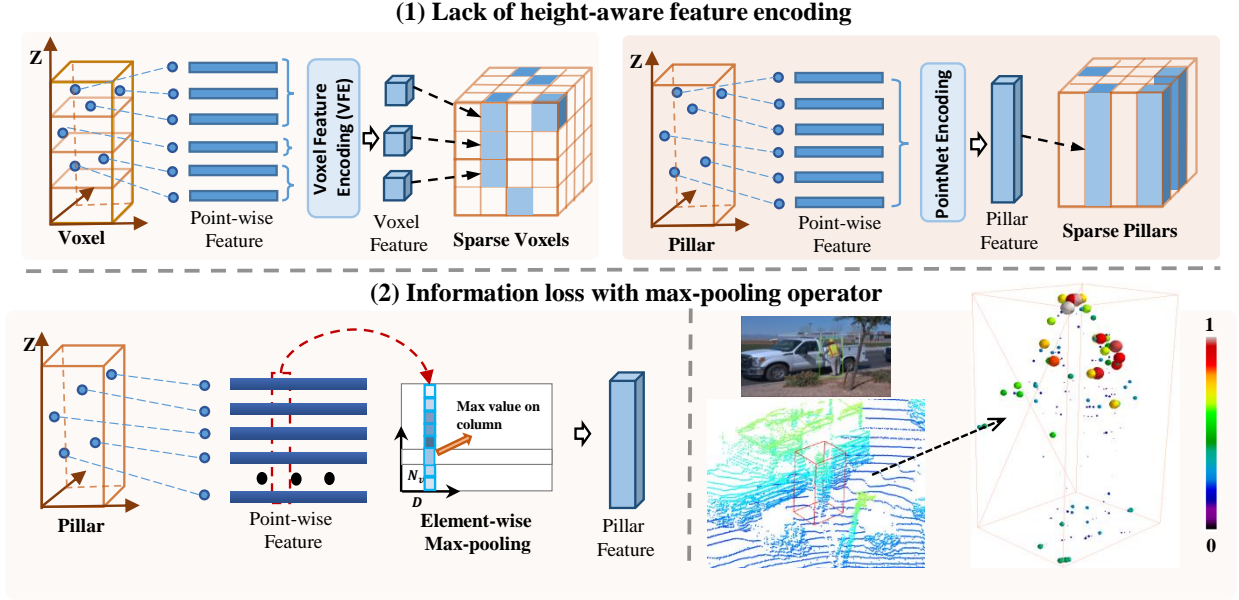 (1) Lack of height-aware feature encoding
Z
Voxel
Point-wise
Feature
Voxel Feature
Encoding (VFE)
Voxel
Feature
Sparse Voxels
Z
Pillar
Point-wise
Feature
PointNet Encoding
Pillar
Feature
Sparse Pillars
(2) Information loss with max-pooling operator
Z
Pillar
Point-wise
Feature
Max value on
column
N_v
D
Element-wise
Max-pooling
Pillar
Feature
1
0